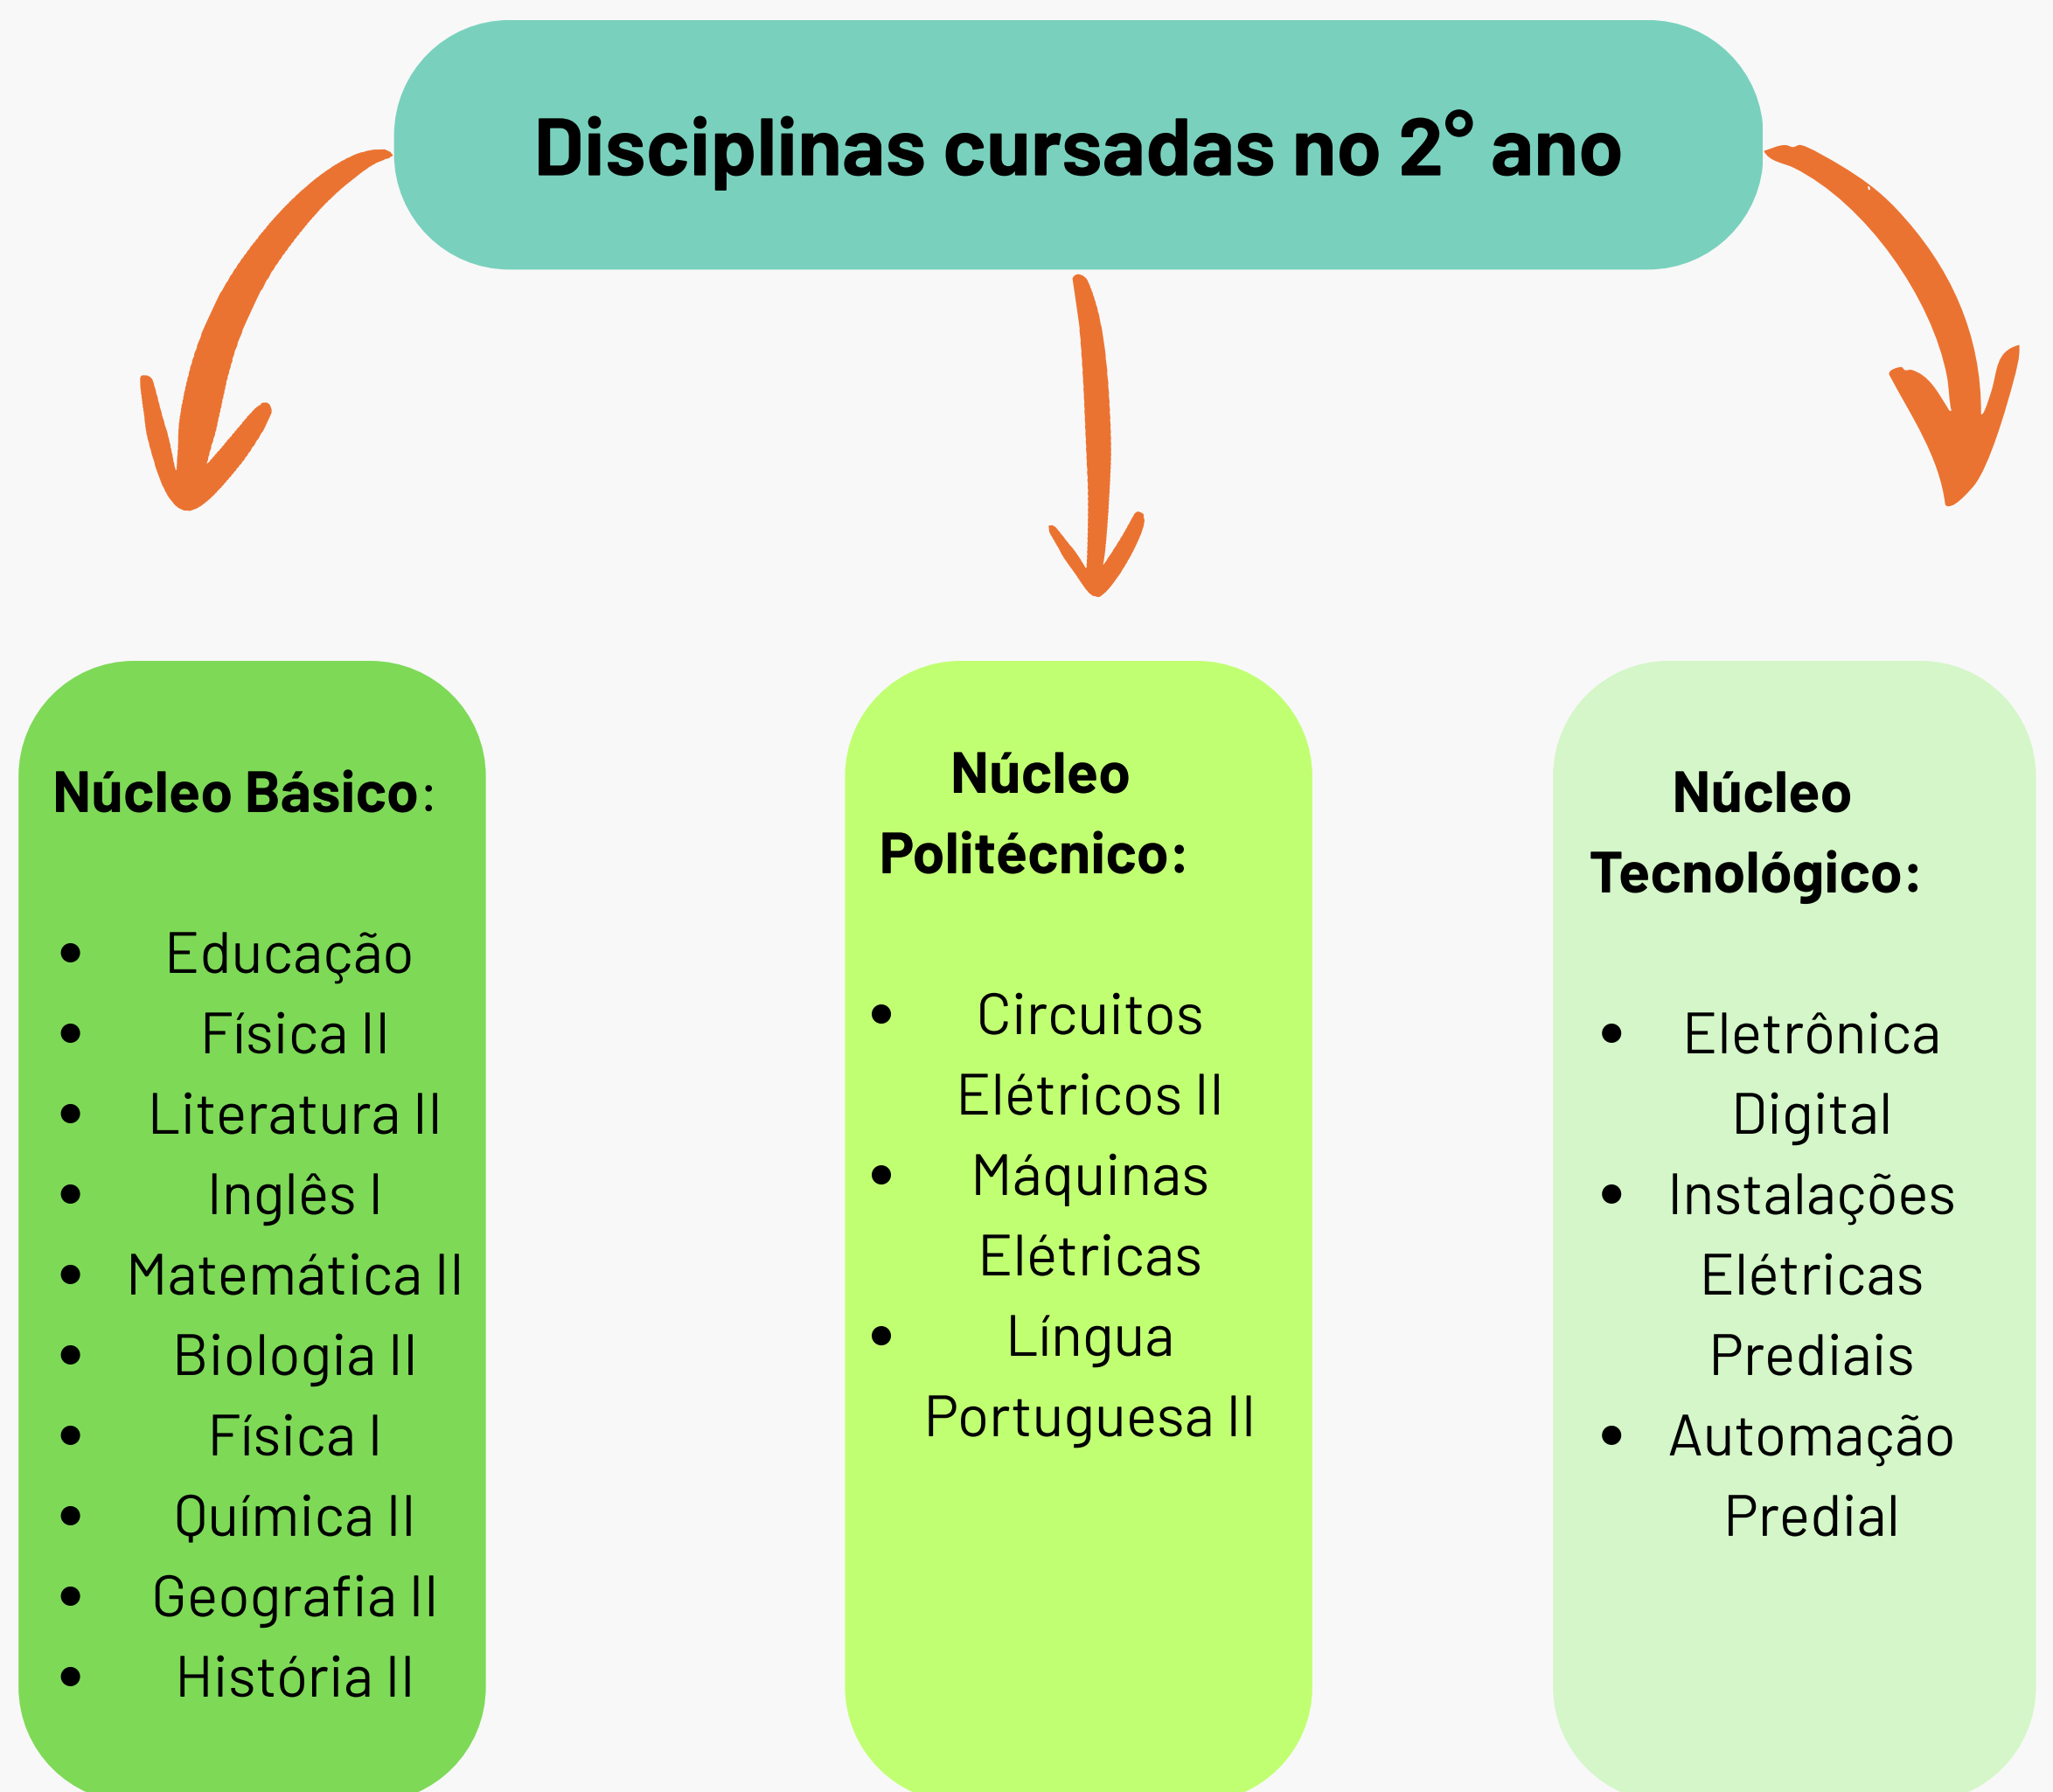 Disciplinas cursadas no 2° ano
Núcleo Básico:
• Educação
• Física II
• Literatura II
• Inglês I
• Matemática II
• Biologia II
• Física I
• Química II
• Geografia II
• História II
Núcleo
Politécnico:
• Circuitos
Elétricos II
• Máquinas
Elétricas
• Língua
Portuguesa II
Núcleo
Tecnológico:
• Eletrônica
Digital
• Instalações
Elétricas
Prediais
• Automação
Predial